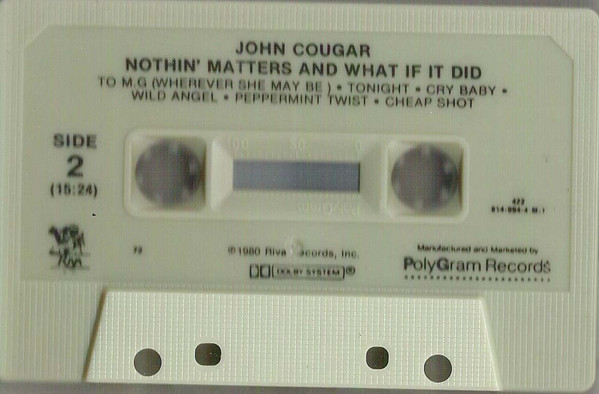 JOHN COUGAR
NOTHIN' MATTERS AND WHAT IF IT DID
TO M.G (WHEREVER SHE MAY BE ) • TONIGHT • CRY BABY •
WILD ANGEL • PEPPERMINT TWIST • CHEAP SHOT
SIDE
2
(15:24)
100 50 0
Riva
73
℗1980 Riva Records, Inc.
DOLBY SYSTEM ®
Manufactured and Marketed by
PolyGram Records